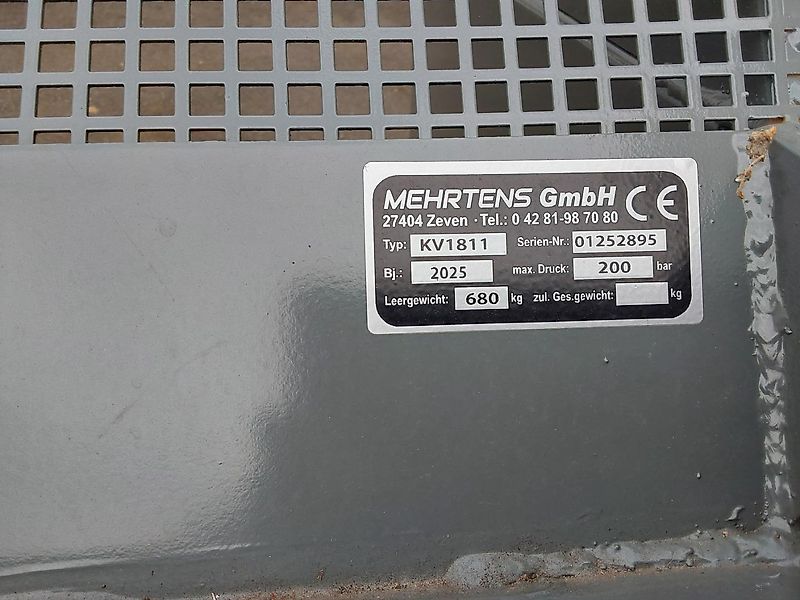 MEHRTENS GmbH CE
27404 Zeven · Tel.: 0 42 81-98 70 80
Typ: KV1811 Serien-Nr.: 01252895
Bj.: 2025 max. Druck: 200 bar
Leergewicht: 680 kg zul. Ges.gewicht: kg